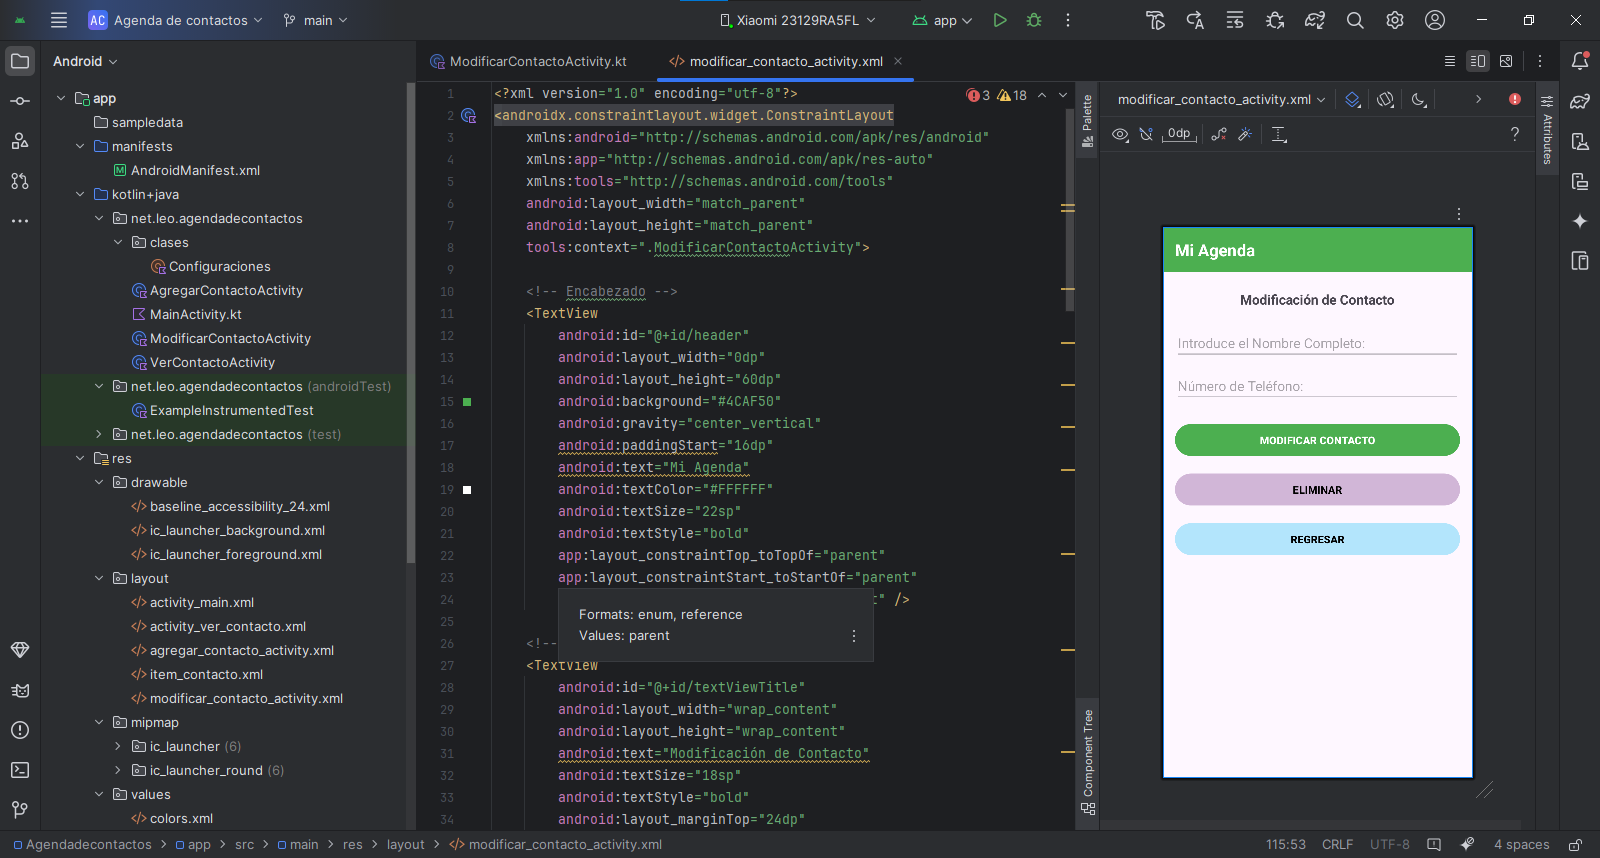 AC Agenda de contactos main Xiaomi 23129RA5FL app
Android
app
sampledata
manifests
AndroidManifest.xml
kotlin+java
net.leo.agendadecontactos
clases
Configuraciones
AgregarContactoActivity
MainActivity.kt
ModificarContactoActivity
VerContactoActivity
net.leo.agendadecontactos (androidTest)
ExampleInstrumentedTest
net.leo.agendadecontactos (test)
res
drawable
baseline_accessibility_24.xml
ic_launcher_background.xml
ic_launcher_foreground.xml
layout
activity_main.xml
activity_ver_contacto.xml
agregar_contacto_activity.xml
item_contacto.xml
modificar_contacto_activity.xml
mipmap
ic_launcher (6)
ic_launcher_round (6)
values
colors.xml
ModificarContactoActivity.kt modificar_contacto_activity.xml
3 18
1 <?xml version="1.0" encoding="utf-8"?>
2 <androidx.constraintlayout.widget.ConstraintLayout
3 xmlns:android="http://schemas.android.com/apk/res/android"
4 xmlns:app="http://schemas.android.com/apk/res-auto"
5 xmlns:tools="http://schemas.android.com/tools"
6 android:layout_width="match_parent"
7 android:layout_height="match_parent"
8 tools:context=".ModificarContactoActivity">
9
10 <!-- Encabezado -->
11 <TextView
12 android:id="@+id/header"
13 android:layout_width="0dp"
14 android:layout_height="60dp"
15 android:background="#4CAF50"
16 android:gravity="center_vertical"
17 android:paddingStart="16dp"
18 android:text="Mi Agenda"
19 android:textColor="#FFFFFF"
20 android:textSize="22sp"
21 android:textStyle="bold"
22 app:layout_constraintTop_toTopOf="parent"
23 app:layout_constraintStart_toStartOf="parent"
24 " />
25
26 <!--
27 <TextView
28 android:id="@+id/textViewTitle"
29 android:layout_width="wrap_content"
30 android:layout_height="wrap_content"
31 android:text="Modificación de Contacto"
32 android:textSize="18sp"
33 android:textStyle="bold"
34 android:layout_marginTop="24dp"
Formats: enum, reference
Values: parent
Palette
Component Tree
modificar_contacto_activity.xml
0dp
?
Attributes
Mi Agenda
Modificación de Contacto
Introduce el Nombre Completo:
Número de Teléfono:
MODIFICAR CONTACTO
ELIMINAR
REGRESAR
Agendadecontactos > app > src > main > res > layout > modificar_contacto_activity.xml
115:53 CRLF UTF-8 4 spaces